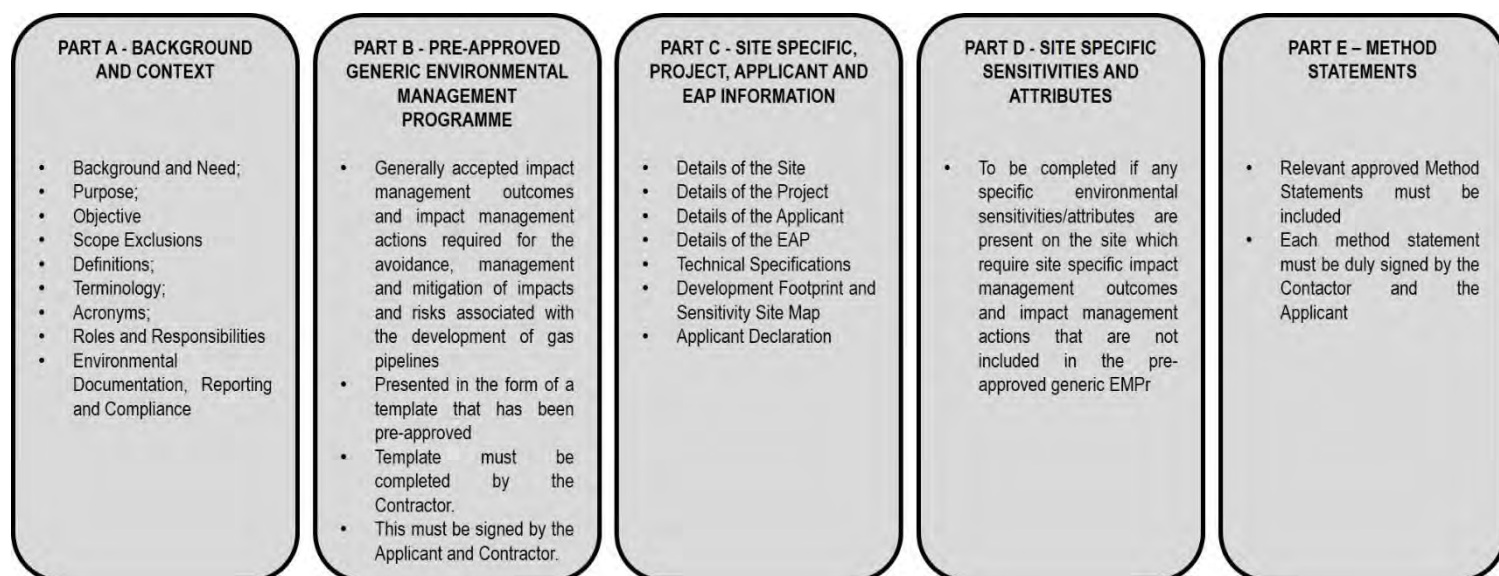 PART A - BACKGROUND
AND CONTEXT
• Background and Need;
• Purpose;
• Objective
• Scope Exclusions
• Definitions;
• Terminology;
• Acronyms;
• Roles and Responsibilities
• Environmental
Documentation, Reporting
and Compliance
PART B - PRE-APPROVED
GENERIC ENVIRONMENTAL
MANAGEMENT
PROGRAMME
• Generally accepted impact
management outcomes
and impact management
actions required for the
avoidance, management
and mitigation of impacts
and risks associated with
the development of gas
pipelines
• Presented in the form of a
template that has been
pre-approved
• Template must be
completed by the
Contractor.
• This must be signed by the
Applicant and Contractor.
PART C - SITE SPECIFIC,
PROJECT, APPLICANT AND
EAP INFORMATION
• Details of the Site
• Details of the Project
• Details of the Applicant
• Details of the EAP
• Technical Specifications
• Development Footprint and
Sensitivity Site Map
• Applicant Declaration
PART D - SITE SPECIFIC
SENSITIVITIES AND
ATTRIBUTES
• To be completed if any
specific environmental
sensitivities/attributes are
present on the site which
require site specific impact
management outcomes
and impact management
actions that are not
included in the pre-
approved generic EMPr
PART E – METHOD
STATEMENTS
• Relevant approved Method
Statements must be
included
• Each method statement
must be duly signed by the
Contactor and the
Applicant